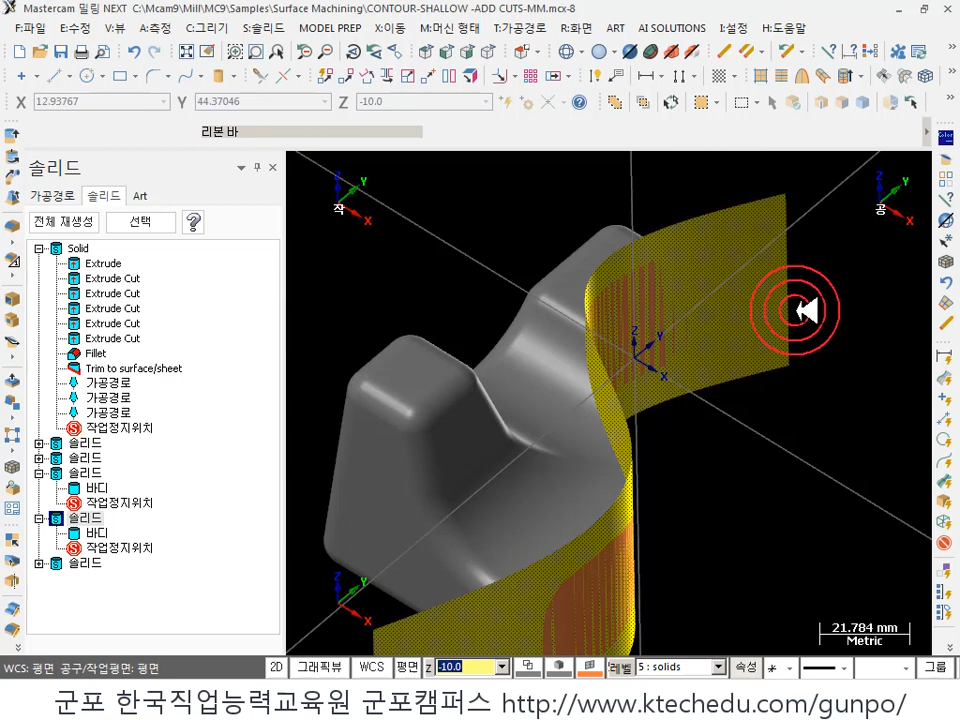 Mastercam 밀링 NEXT  C:\Mcam9\Mill\MC9\Samples\Surface Machining\CONTOUR-SHALLOW -ADD CUTS-MM.mcx-8
F:파일 E:수정 V:뷰 A:측정 C:그리기 S:솔리드 MODEL PREP X:이동 M:머신 형태 T:가공경로 R:화면 ART AI SOLUTIONS I:설정 H:도움말
X 12.93767 Y 44.37046 Z -10.0
리본 바
솔리드
가공경로 솔리드 Art
전체 재생성 선택
Solid
Extrude
Extrude Cut
Extrude Cut
Extrude Cut
Extrude Cut
Extrude Cut
Fillet
Trim to surface/sheet
가공경로
가공경로
가공경로
작업정지위치
솔리드
솔리드
솔리드
바디
작업정지위치
솔리드
바디
작업정지위치
솔리드
Z Y X 작
Z Y X 공
Z Y X
Z Y X
21.784 mm
Metric
WCS: 평면 공구/작업평면: 평면 2D 그래픽뷰 WCS 평면 Z -10.0 레벨 5 : solids 속성 그룹
군포 한국직업능력교육원 군포캠퍼스 http://www.ktechedu.com/gunpo/